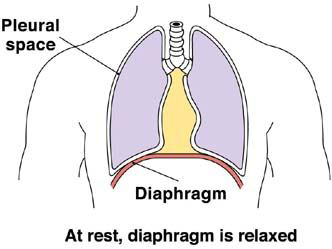 Pleural
space
Diaphragm
At rest, diaphragm is relaxed